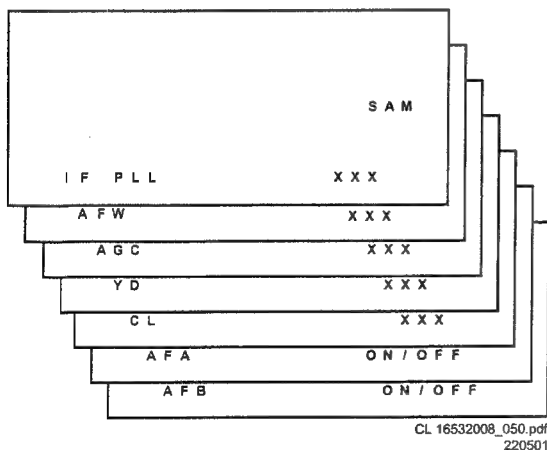 SAM
IF PLL XXX
AFW XXX
AGC XXX
YD XXX
CL XXX
AFA ON/OFF
AFB ON/OFF
CL 16532008_050.pdf
220501